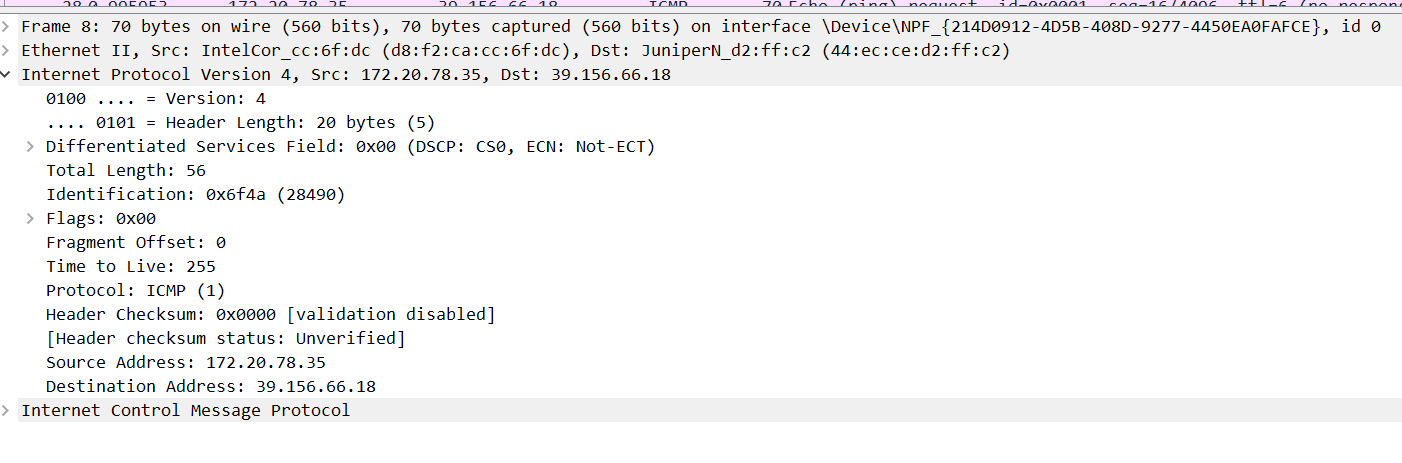 Frame 8: 70 bytes on wire (560 bits), 70 bytes captured (560 bits) on interface \Device\NPF_{214D0912-4D5B-408D-9277-4450EA0FAFCE}, id 0
Ethernet II, Src: IntelCor_cc:6f:dc (d8:f2:ca:cc:6f:dc), Dst: JuniperN_d2:ff:c2 (44:ec:ce:d2:ff:c2)
Internet Protocol Version 4, Src: 172.20.78.35, Dst: 39.156.66.18
0100 .... = Version: 4
.... 0101 = Header Length: 20 bytes (5)
Differentiated Services Field: 0x00 (DSCP: CS0, ECN: Not-ECT)
Total Length: 56
Identification: 0x6f4a (28490)
Flags: 0x00
Fragment Offset: 0
Time to Live: 255
Protocol: ICMP (1)
Header Checksum: 0x0000 [validation disabled]
[Header checksum status: Unverified]
Source Address: 172.20.78.35
Destination Address: 39.156.66.18
Internet Control Message Protocol